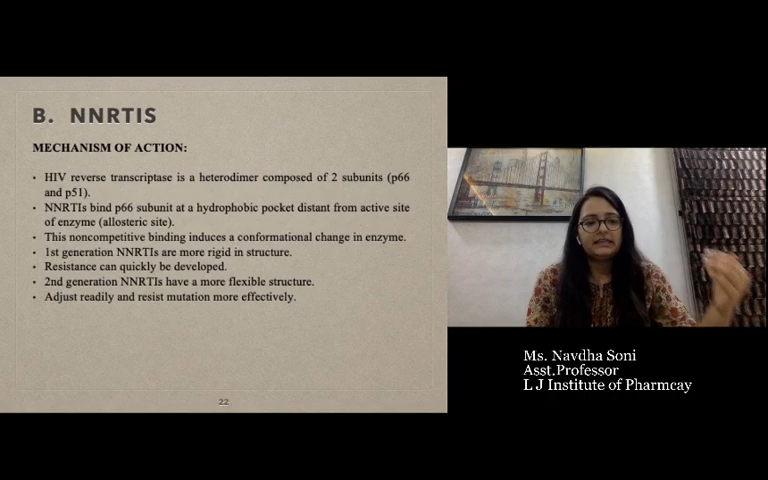 B. NNRTIS
MECHANISM OF ACTION:
• HIV reverse transcriptase is a heterodimer composed of 2 subunits (p66
and p51).
• NNRTIs bind p66 subunit at a hydrophobic pocket distant from active site
of enzyme (allosteric site).
• This noncompetitive binding induces a conformational change in enzyme.
• 1st generation NNRTIs are more rigid in structure.
• Resistance can quickly be developed.
• 2nd generation NNRTIs have a more flexible structure.
• Adjust readily and resist mutation more effectively.
22
Ms. Navdha Soni
Asst.Professor
L J Institute of Pharmcay